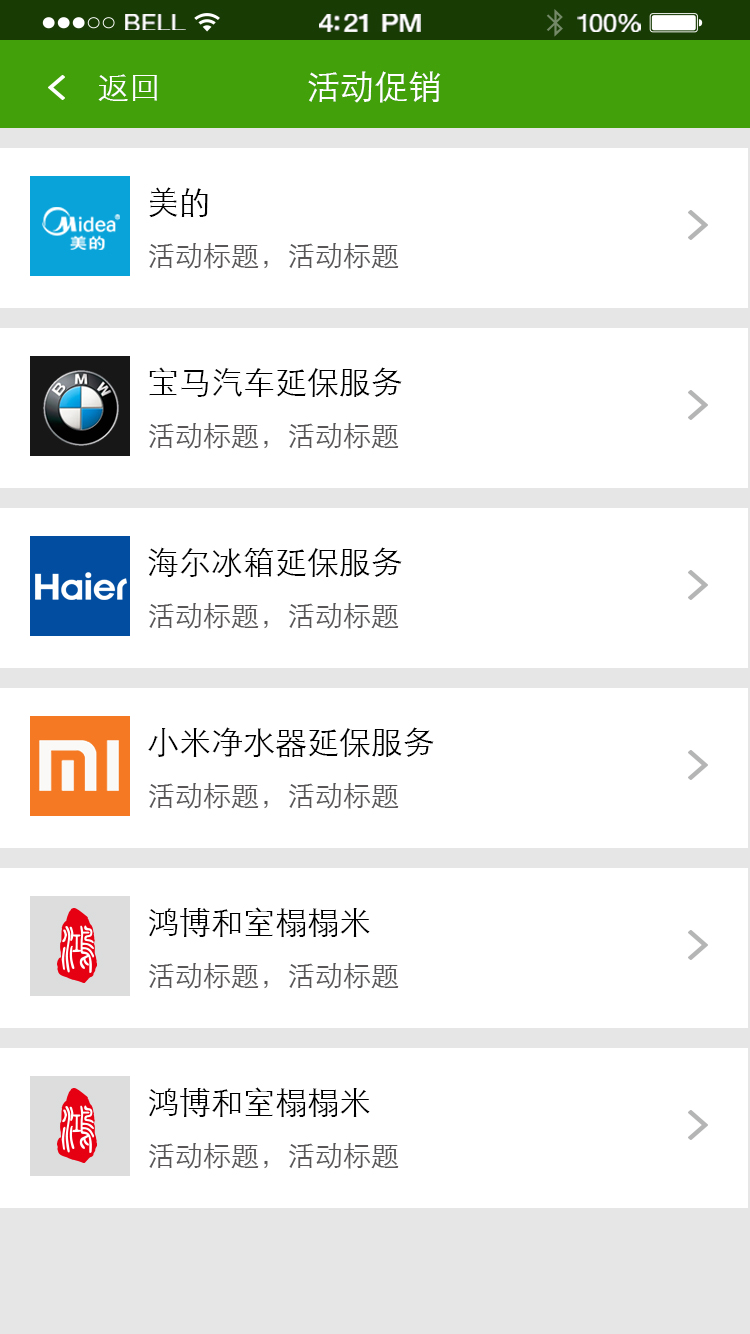 BELL 4:21 PM 100%
返回 活动促销
Midea
美的
美的
活动标题，活动标题
BMW
宝马汽车延保服务
活动标题，活动标题
Haier
海尔冰箱延保服务
活动标题，活动标题
mi
小米净水器延保服务
活动标题，活动标题
鸿
鸿博和室榻榻米
活动标题，活动标题
鸿
鸿博和室榻榻米
活动标题，活动标题